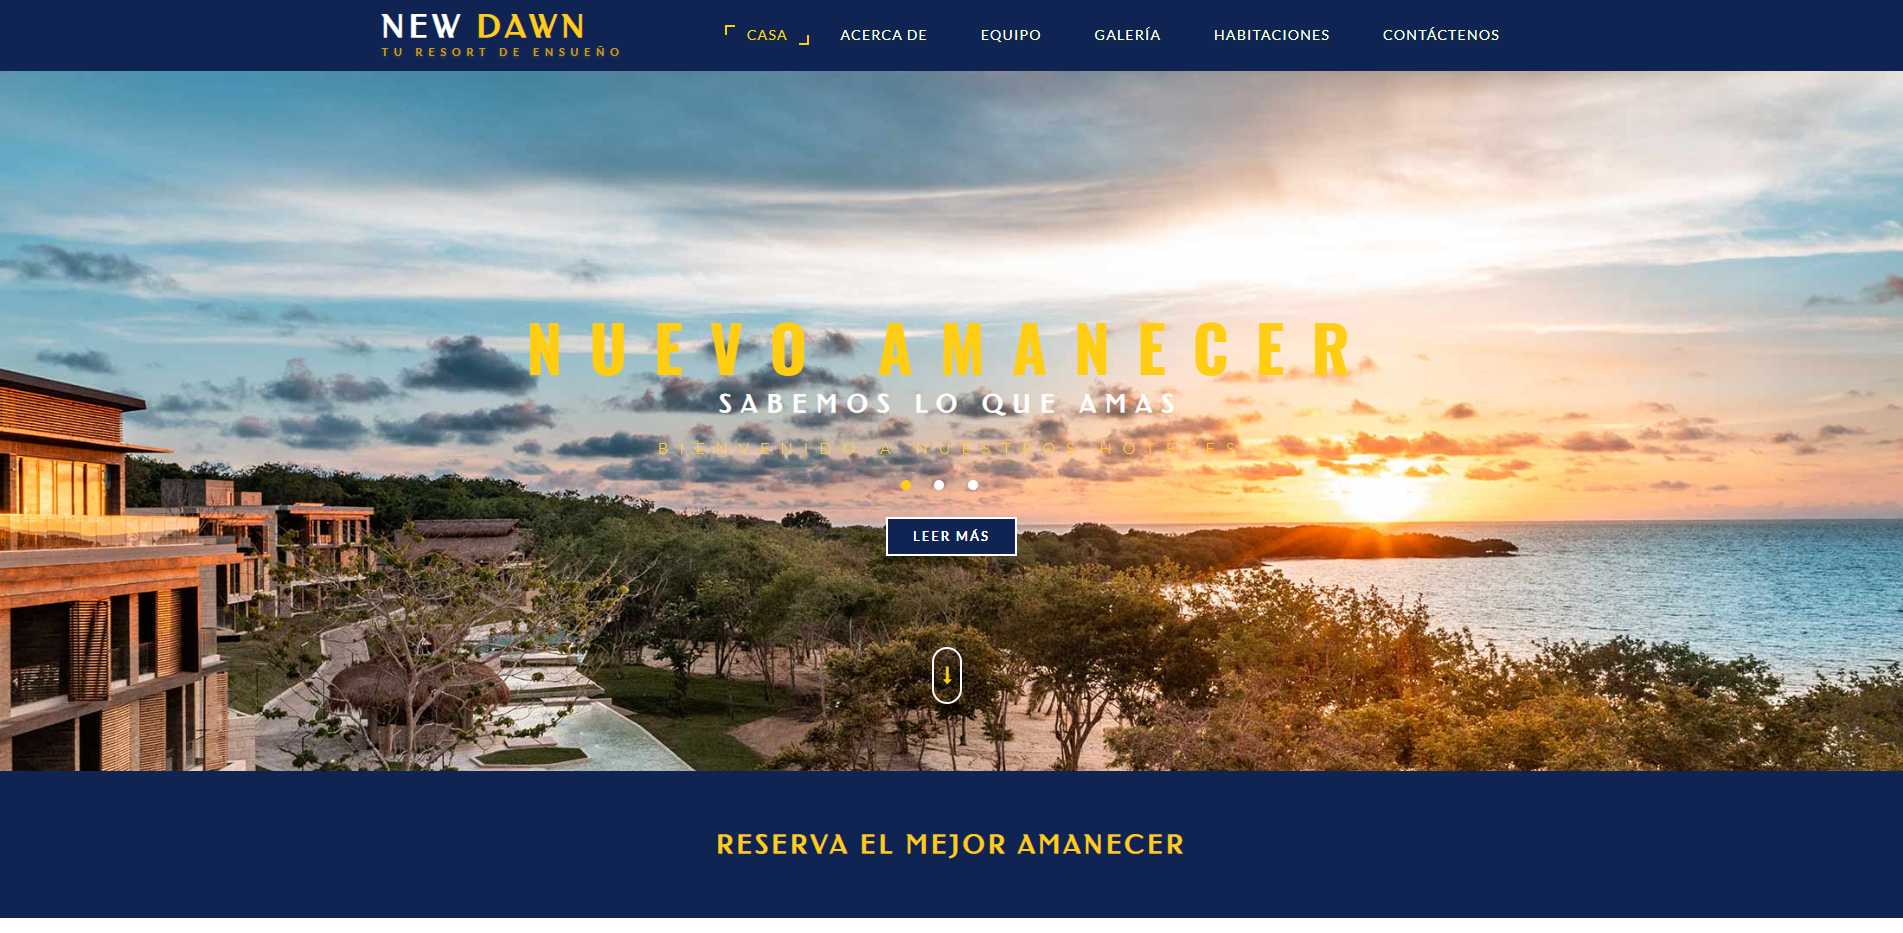 NEW DAWN
TU RESORT DE ENSUEÑO
CASA
ACERCA DE
EQUIPO
GALERÍA
HABITACIONES
CONTÁCTENOS
NUEVO AMANECER
SABEMOS LO QUE AMAS
BIENVENIDO A NUESTROS HOTELES
LEER MÁS
RESERVA EL MEJOR AMANECER